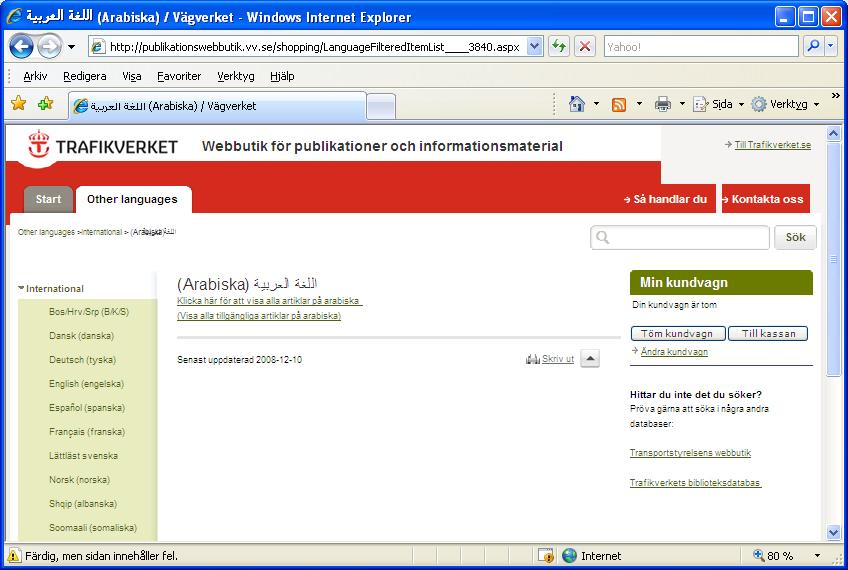 اللغة العربية (Arabiska) / Vägverket - Windows Internet Explorer
http://publikationswebbutik.vv.se/shopping/LanguageFilteredItemList____3840.aspx
Yahoo!
Arkiv Redigera Visa Favoriter Verktyg Hjälp
اللغة العربية (Arabiska) / Vägverket
Sida Verktyg »
TRAFIKVERKET Webbutik för publikationer och informationsmaterial
Till Trafikverket.se
Start Other languages
Så handlar du Kontakta oss
Other languages >International > (Arabiska) اللغة
Sök
International
Bos/Hrv/Srp (B/K/S)
Dansk (danska)
Deutsch (tyska)
English (engelska)
Español (spanska)
Français (franska)
Lättläst svenska
Norsk (norska)
Shqip (albanska)
Soomali (somaliska)
(Arabiska) اللغة العربية
Klicka här för att visa alla artiklar på arabiska
(Visa alla tillgängliga artiklar på arabiska)
Senast uppdaterad 2008-12-10
Skriv ut
Min kundvagn
Din kundvagn är tom
Töm kundvagn Till kassan
Ändra kundvagn
Hittar du inte det du söker?
Pröva gärna att söka i några andra
databaser:
Transportstyrelsens webbutik
Trafikverkets biblioteksdatabas
Färdig, men sidan innehåller fel.
Internet
80 %